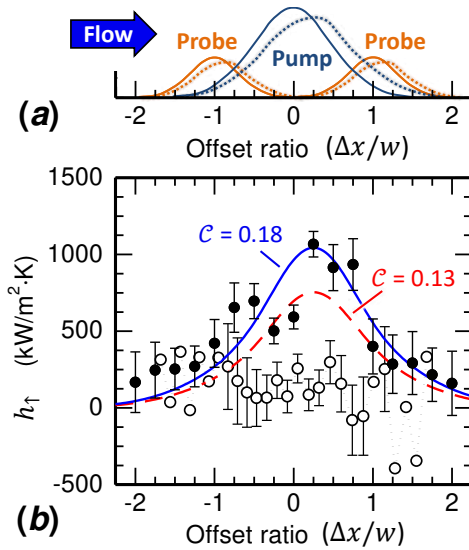 Flow
Probe
Pump
Probe
(a)
-2 -1 0 1 2
Offset ratio (Δx/w)
1500
1000
500
0
-500
h↑ (kW/m²·K)
𝒞 = 0.18
𝒞 = 0.13
-2 -1 0 1 2
(b)
Offset ratio (Δx/w)